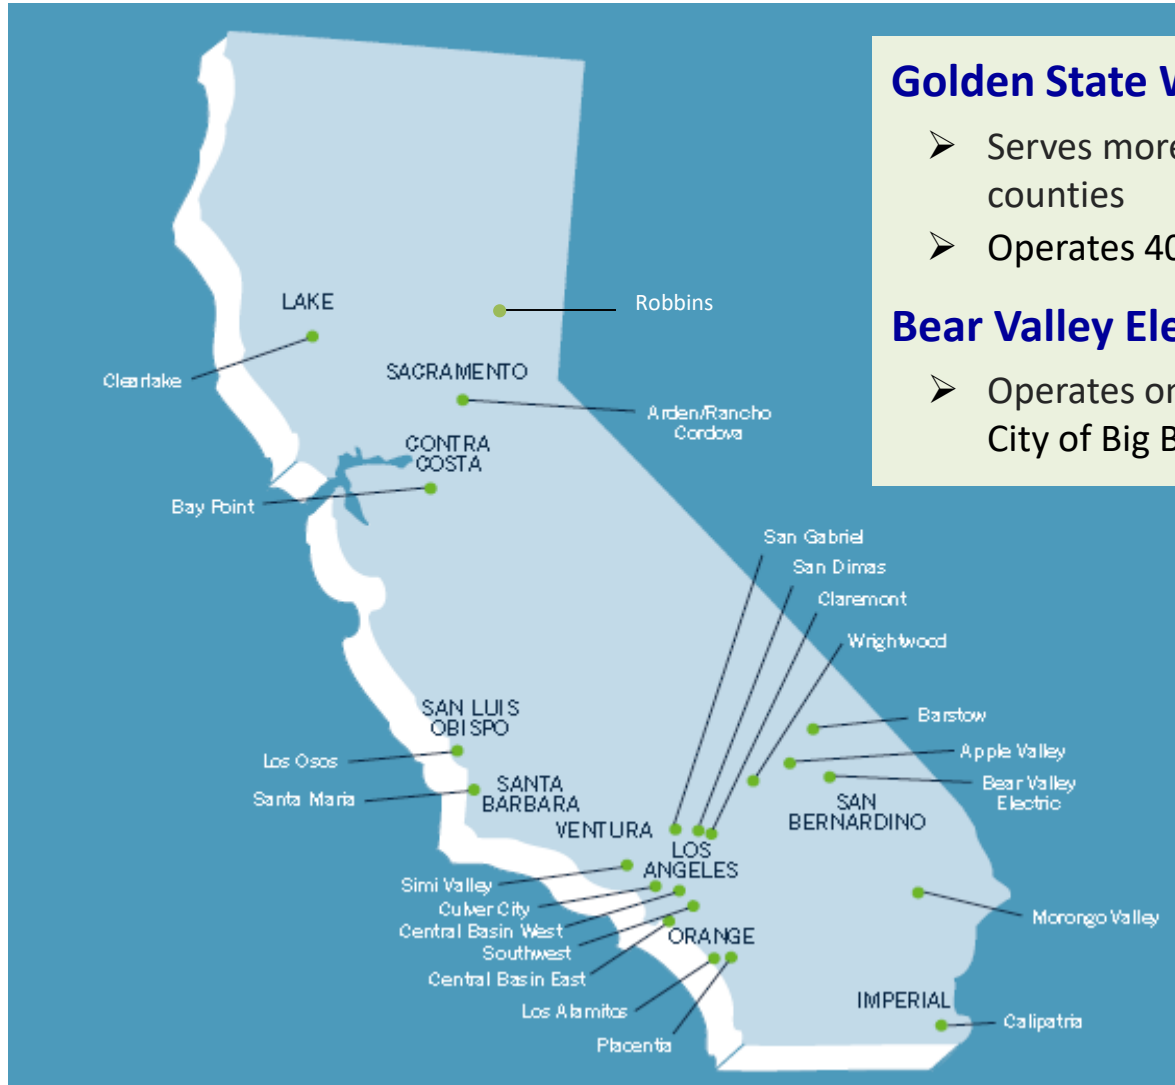 Golden State
Serves more
counties
Operates 40
Bear Valley Ele
Operates
City of Big B
LAKE
Robbins
Clearlake
SACRAMENTO
Arden/Rancho
Cordova
CONTRA
COSTA
Bay Point
San Gabriel
San Dimas
Claremont
Wrightwood
SAN LUIS
OBISPO
Barstow
Los Osos
Apple Valley
Santa Maria
SANTA
BARBARA
Bear Valley
Electric
SAN
BERNARDINO
VENTURA
LOS
ANGELES
Simi Valley
Culver City
Central Basin West
Southwest
Central Basin East
ORANGE
Morongo Valley
Los Alamitos
Placentia
IMPERIAL
Calipatria